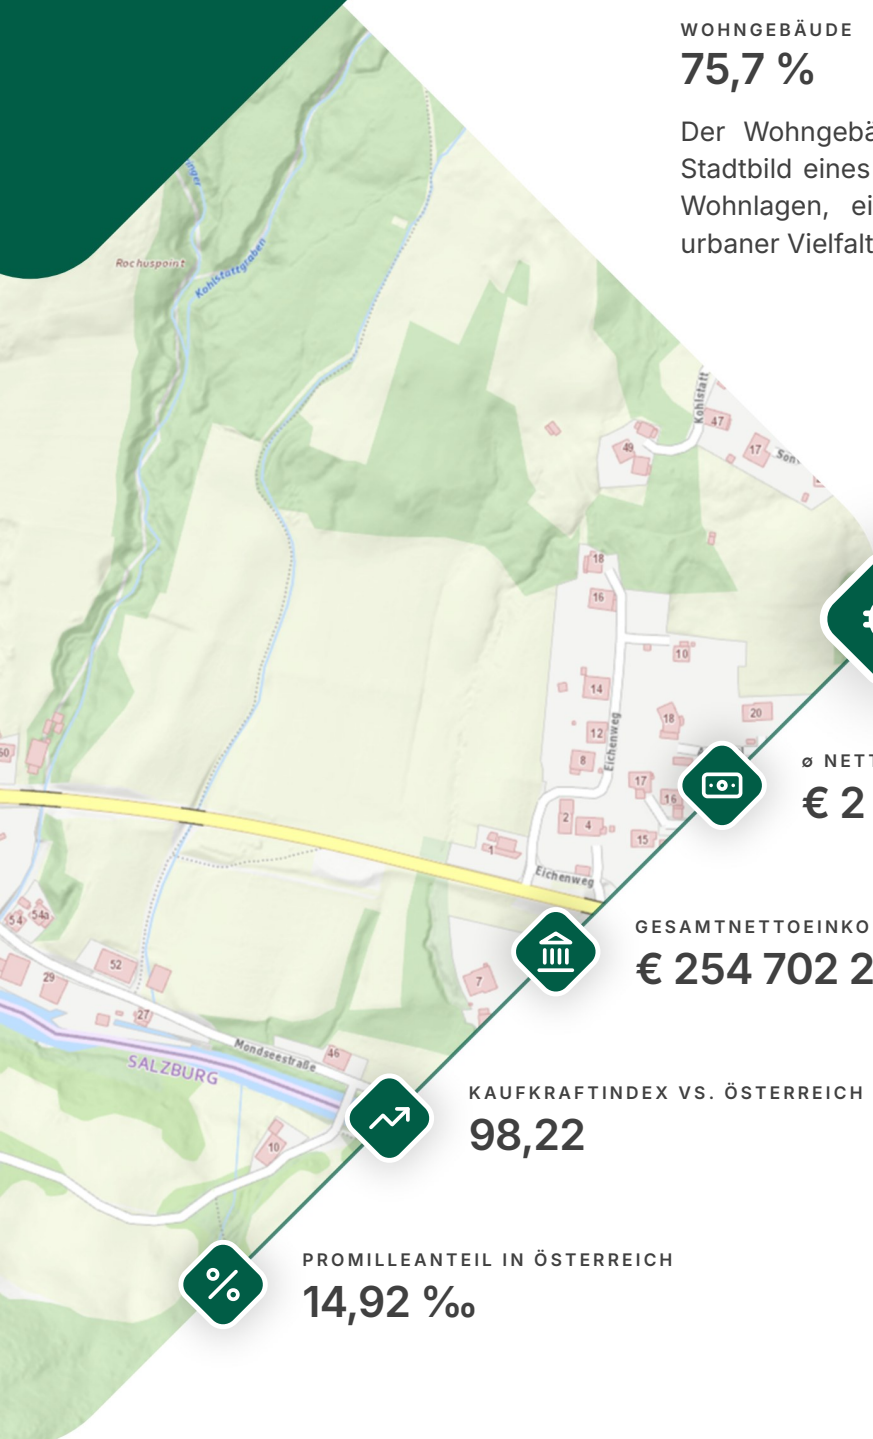 WOHNGEBÄUDE
75,7 %
Der Wohngebä
Stadtbild eines
Wohnlagen, ei
urbaner Vielfalt
Rochuspoint
Kohlstattgraben
Kohlstatt
47
49
17
Son
18
16
10
14
20
18
12
Eichenweg
8
17
16
2
4
15
1
Eichenweg
50
ø NETT
€ 2
54
54a
52
29
27
7
GESAMTNETTOEINKO
€ 254 702 2
Mondseestraße
46
SALZBURG
10
KAUFKRAFTINDEX VS. ÖSTERREICH
98,22
PROMILLEANTEIL IN ÖSTERREICH
14,92 ‰